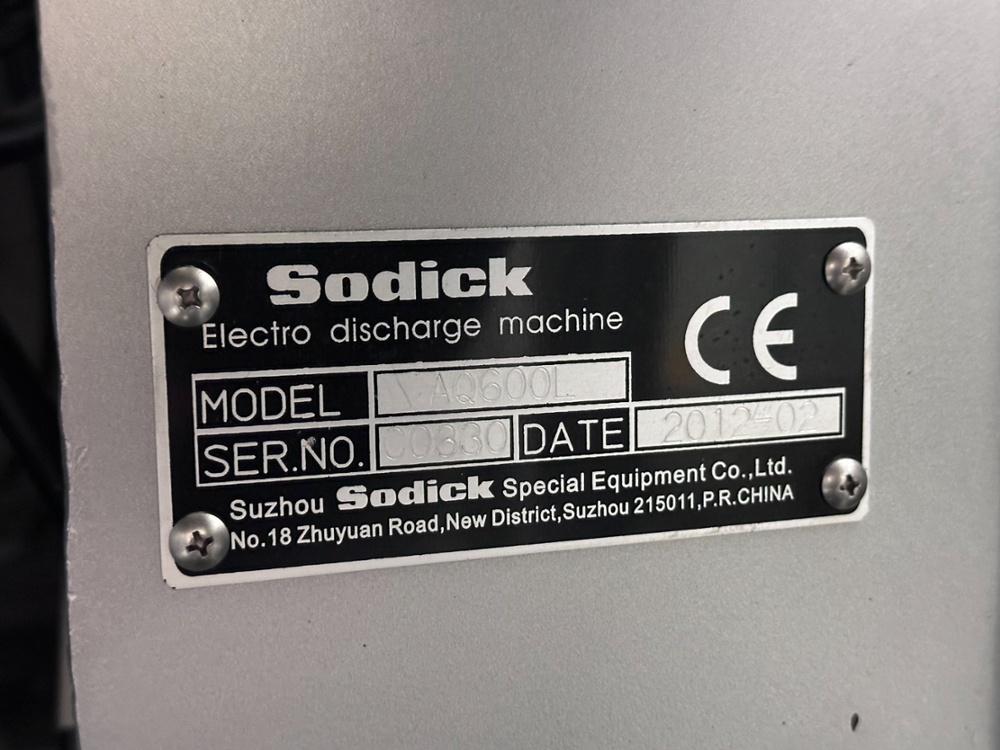 Sodick
Electro discharge machine
CE
MODEL AQ600L
SER.NO. C0330 DATE 2012-02
Suzhou Sodick Special Equipment Co.,Ltd.
No.18 Zhuyuan Road,New District,Suzhou 215011,P.R.CHINA